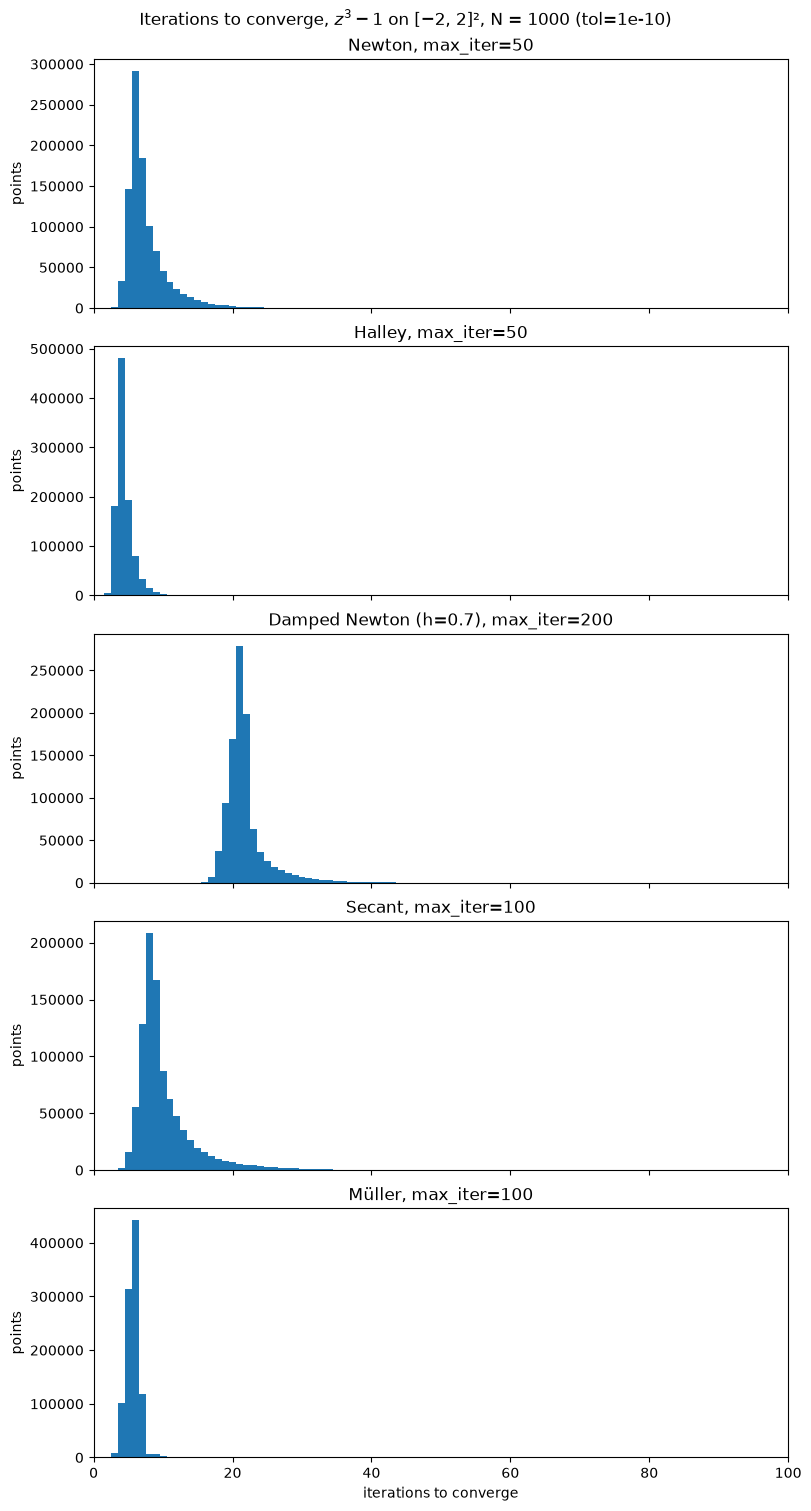 Iterations to converge, z³ − 1 on [−2, 2]², N = 1000 (tol=1e-10)
Newton, max_iter=50
300000
250000
200000
150000
100000
50000
0
points
Halley, max_iter=50
500000
400000
300000
200000
100000
0
points
Damped Newton (h=0.7), max_iter=200
250000
200000
150000
100000
50000
0
points
Secant, max_iter=100
200000
150000
100000
50000
0
points
Müller, max_iter=100
400000
300000
200000
100000
0
points
0 20 40 60 80 100
iterations to converge